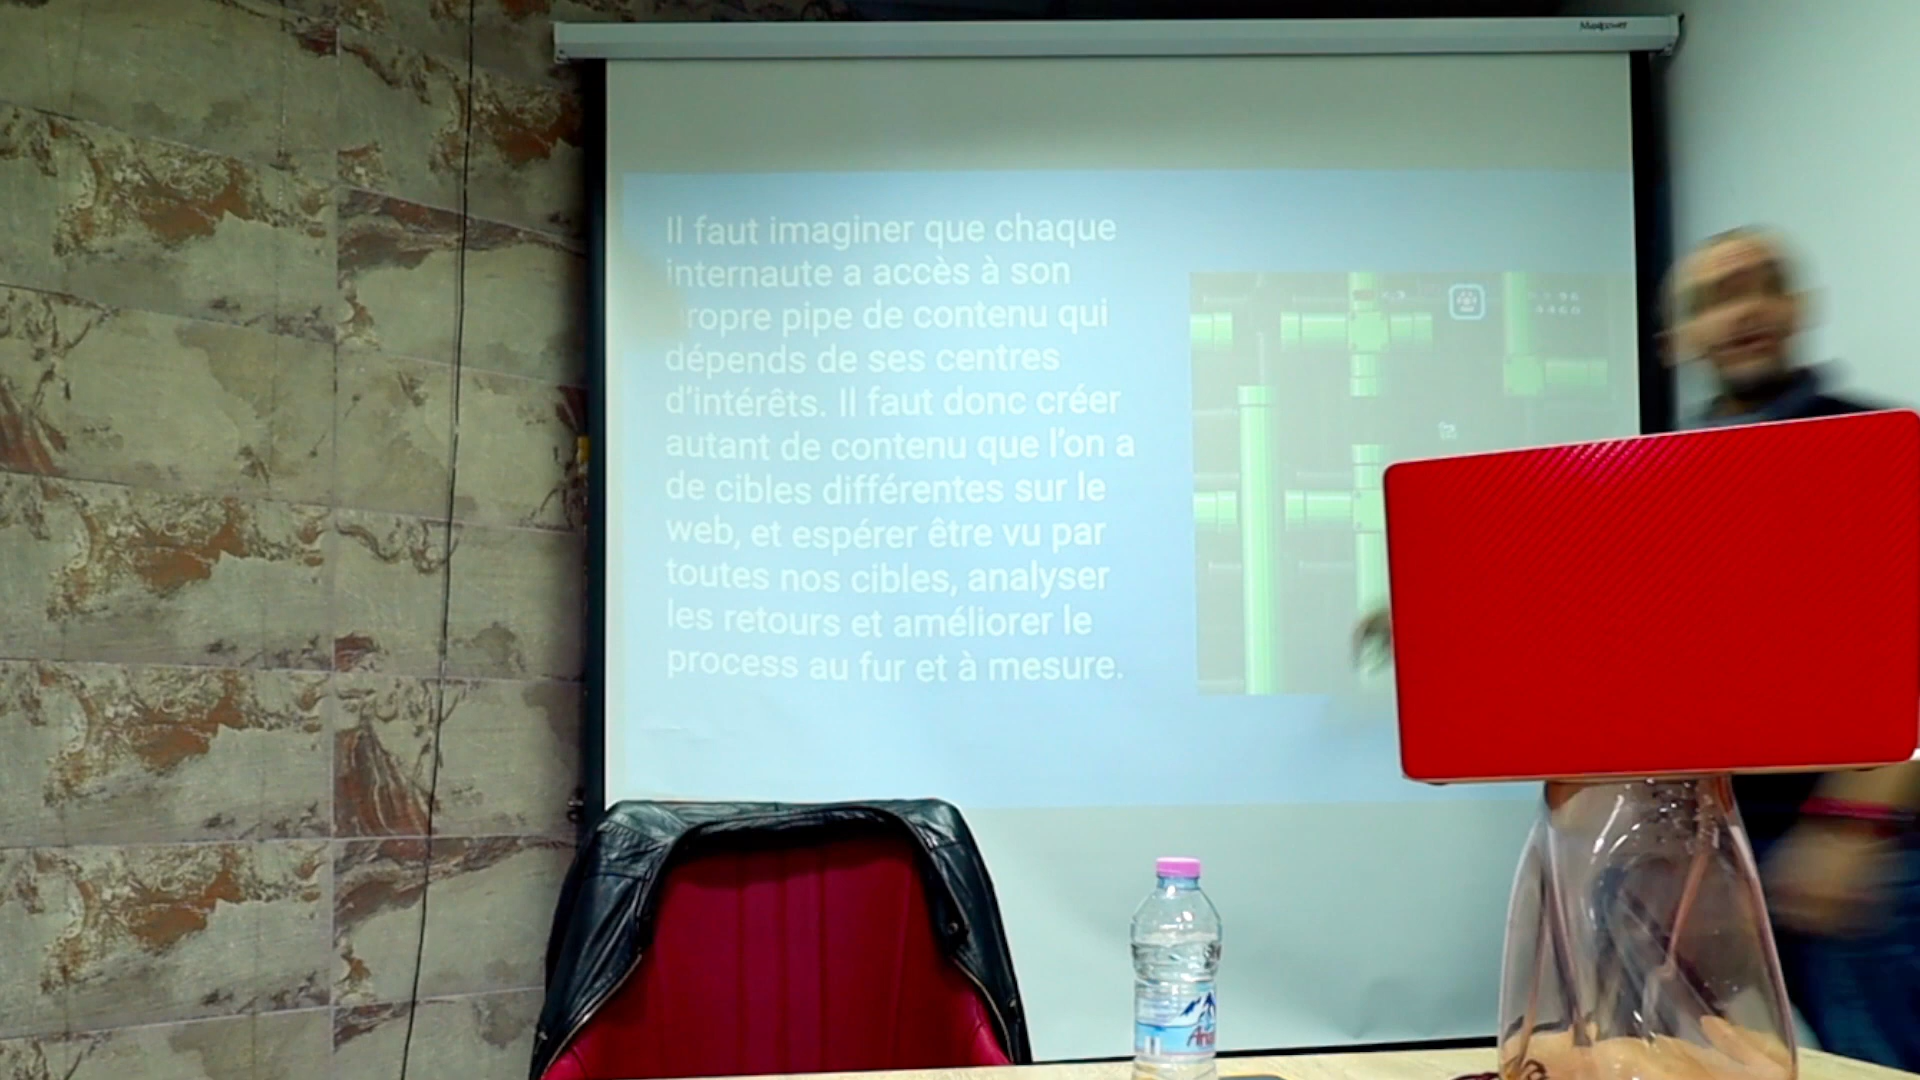 Maxipower
Il faut imaginer que chaque
internaute a accès à son
ropre pipe de contenu qui
dépends de ses centres
d'intérêts. Il faut donc créer
autant de contenu que l'on a
de cibles différentes sur le
web, et espérer être vu par
toutes nos cibles, analyser
les retours et améliorer le
process au fur et à mesure.